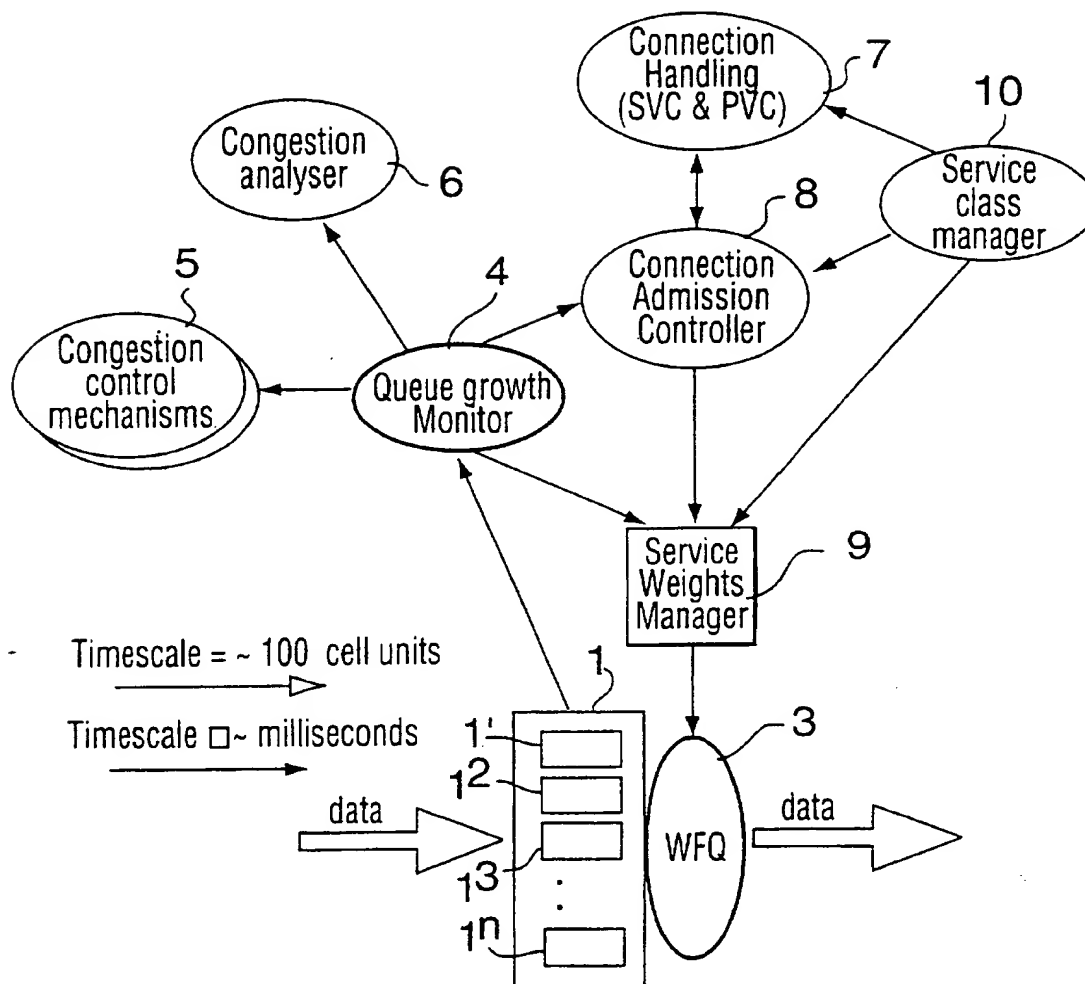 Connection
Handling
(SVC & PVC)
7
10
Congestion
analyser
6
Service
class
manager
8
5
4
Connection
Admission
Controller
Congestion
control
mechanisms
Queue growth
Monitor
Service
Weights
Manager
9
Timescale = ~ 100 cell units
Timescale □~ milliseconds
1
1'
1²
1³
1ⁿ
3
data
WFQ
data